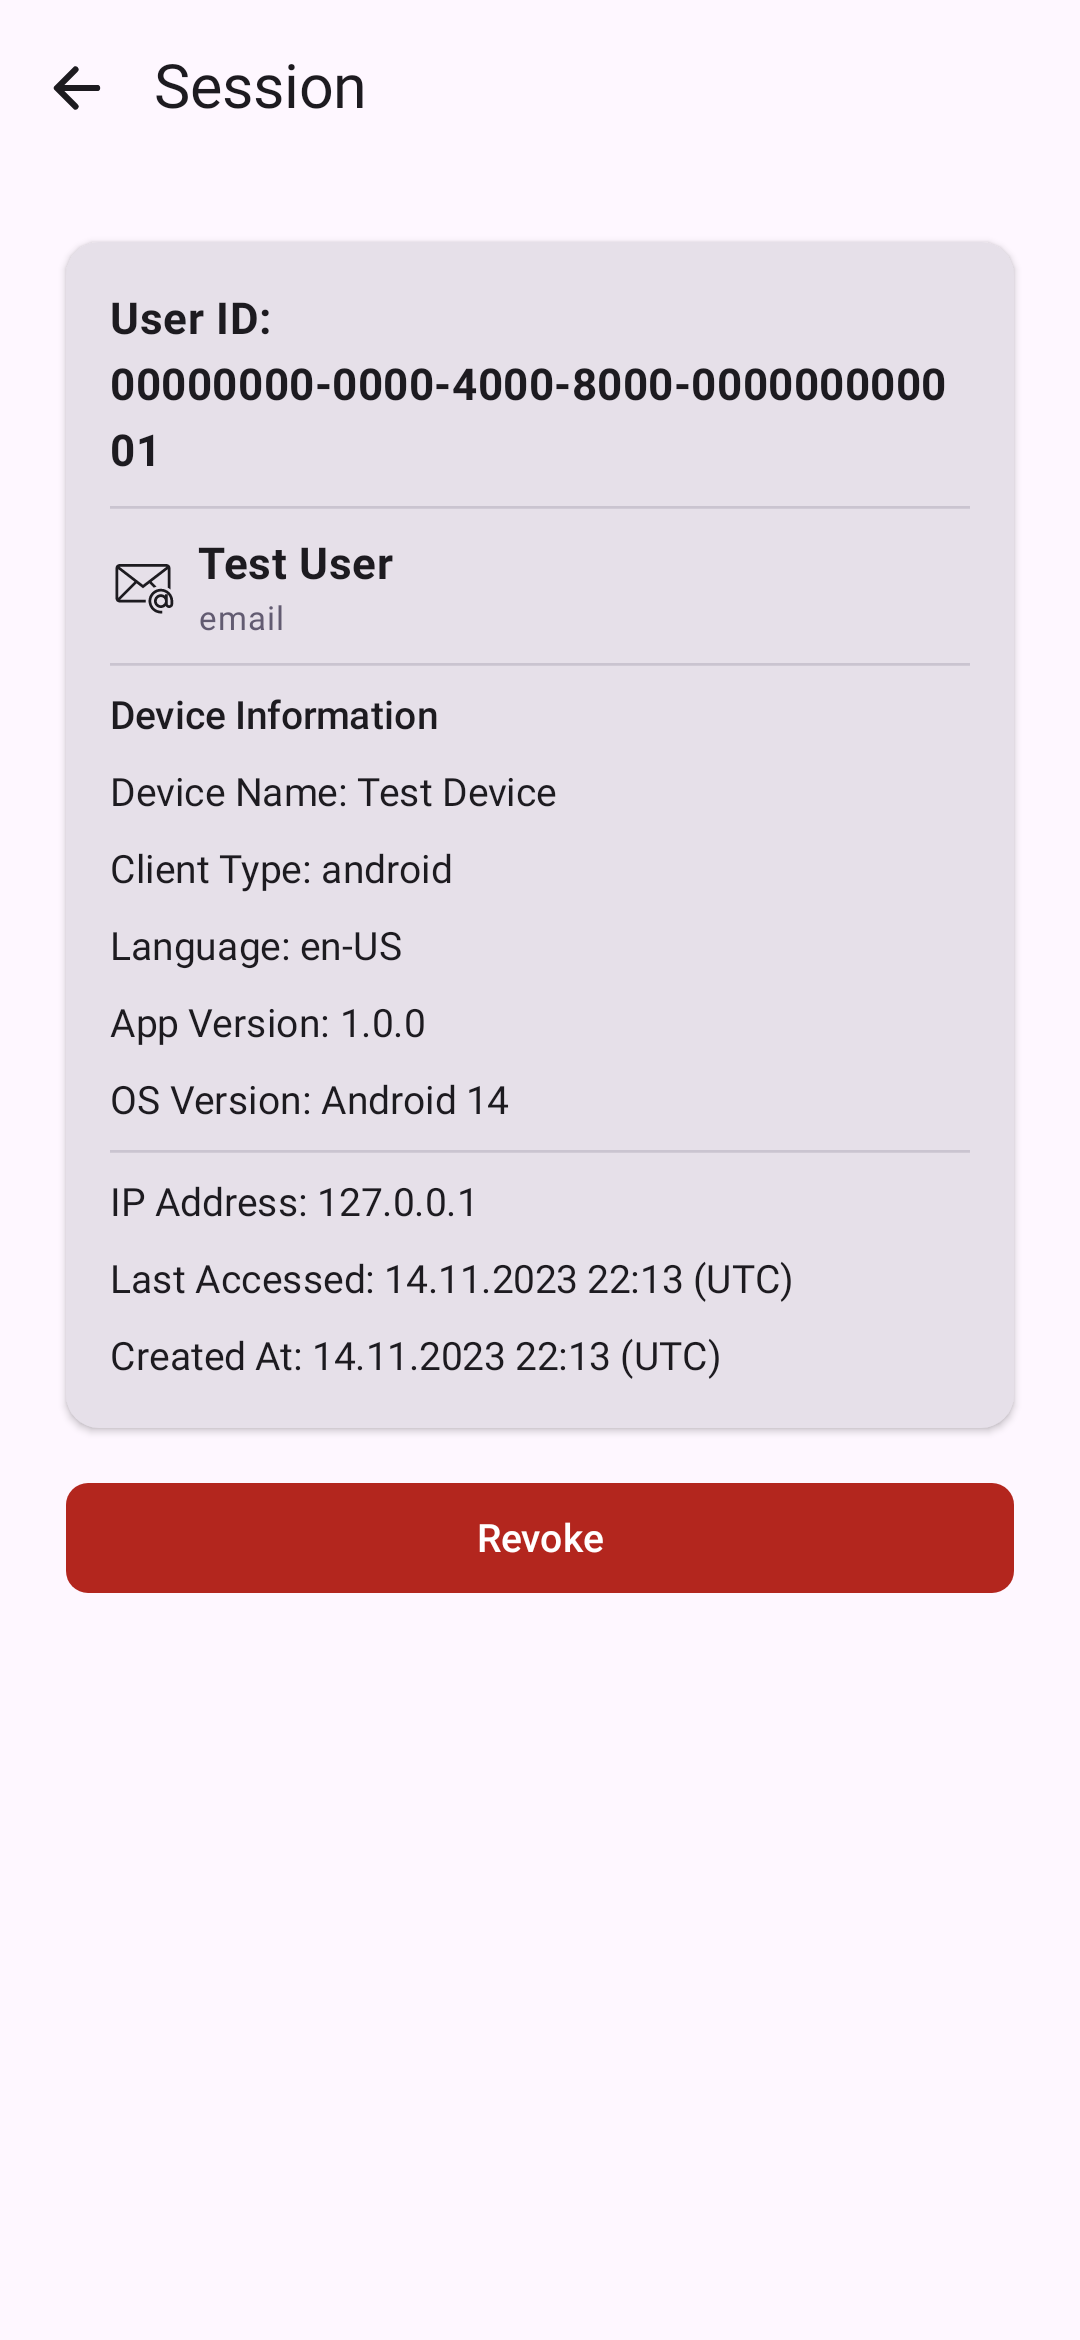 Session
User ID:
00000000-0000-4000-8000-0000000000
01
Test User
email
Device Information
Device Name: Test Device
Client Type: android
Language: en-US
App Version: 1.0.0
OS Version: Android 14
IP Address: 127.0.0.1
Last Accessed: 14.11.2023 22:13 (UTC)
Created At: 14.11.2023 22:13 (UTC)
Revoke